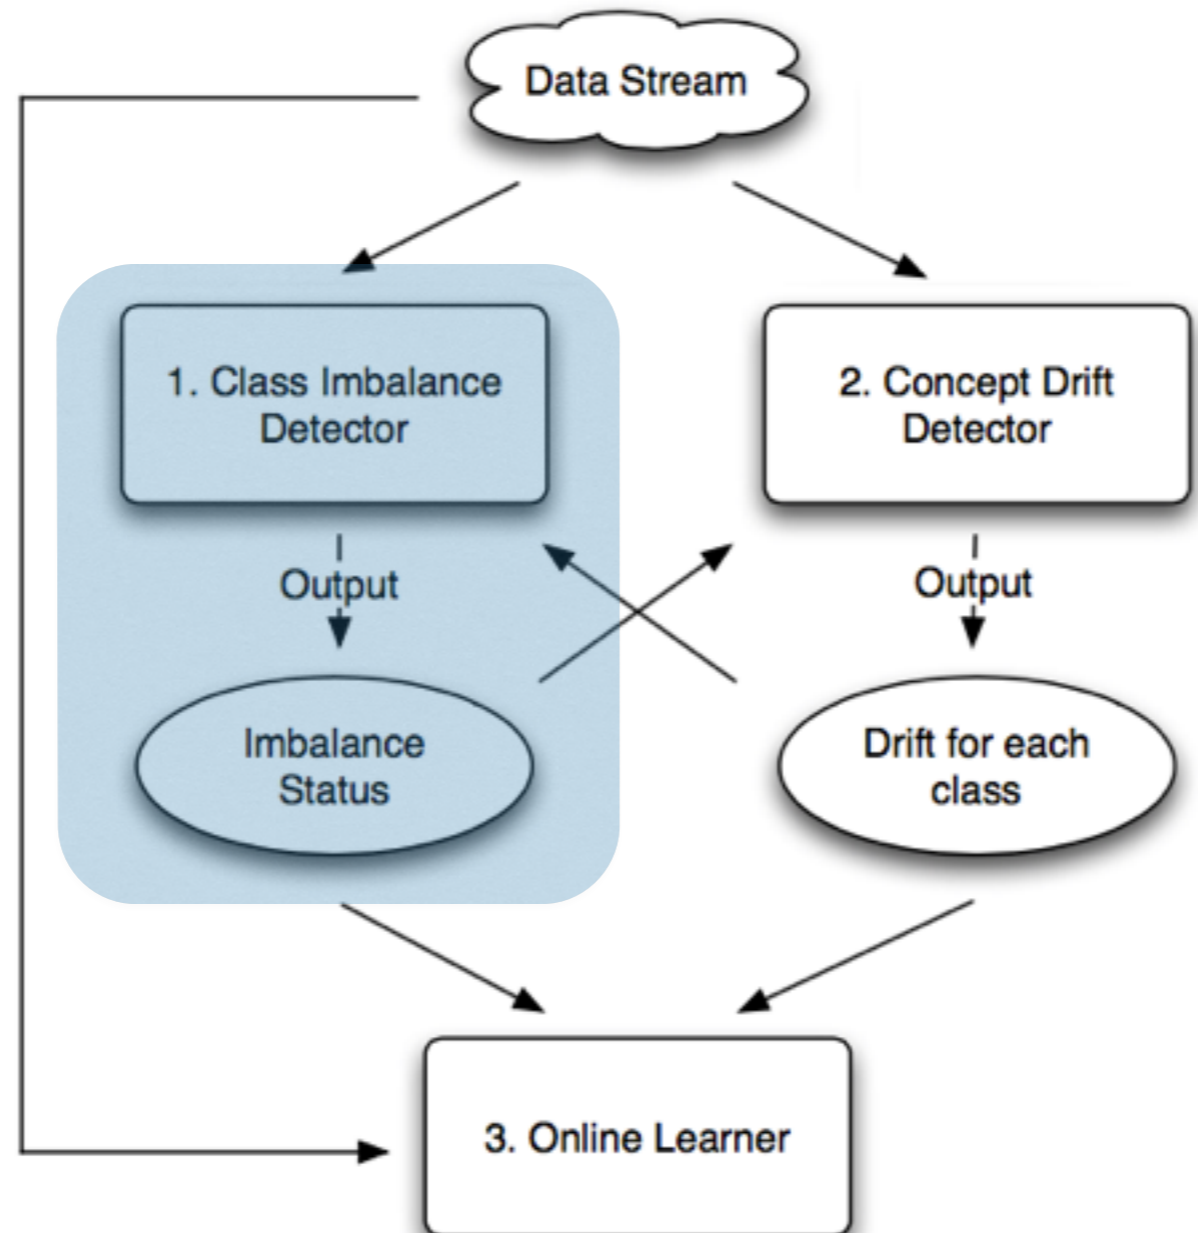 Data Stream
1. Class Imbalance
Detector
2. Concept Drift
Detector
Output
Output
Imbalance
Status
Drift for each
class
3. Online Learner